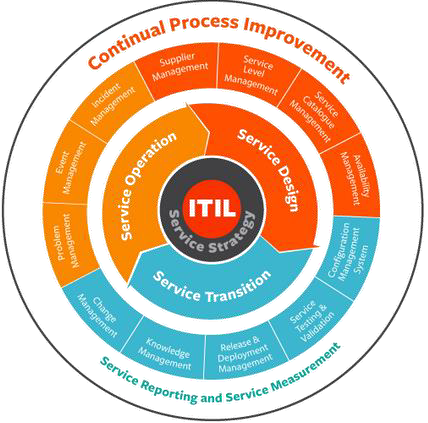 Continual Process Improvement
Supplier
Management
Service
Level
Management
Service
Catalogue
Management
Availability
Management
Configuration
Management
System
Service
Testing &
Validation
Release &
Deployment
Management
Knowledge
Management
Change
Management
Problem
Management
Event
Management
Incident
Management
Service Operation
Service Design
Service Transition
ITIL
Service Strategy
Service Reporting and Service Measurement